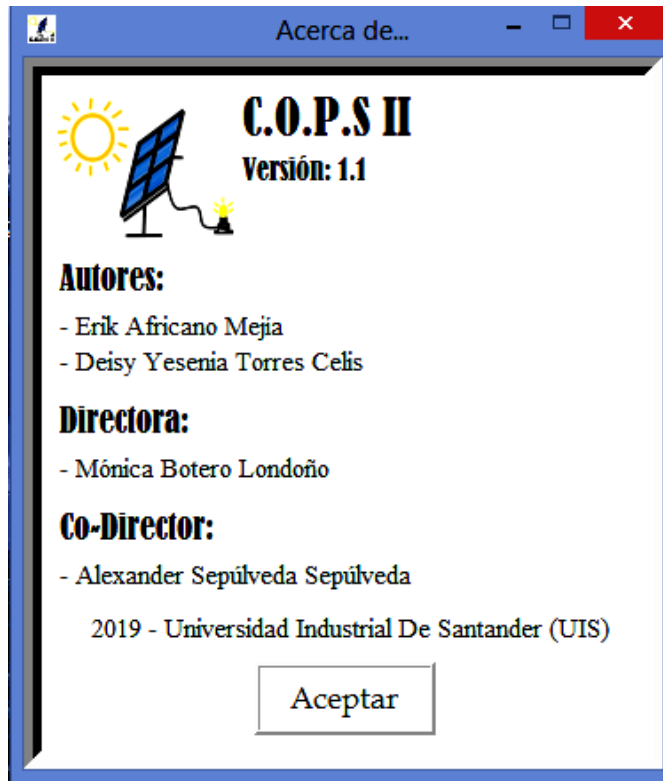 Acerca de...
C.O.P.S II
Versión: 1.1
Autores:
- Erik Africano Mejía
- Deisy Yesenia Torres Celis
Directora:
- Mónica Botero Londoño
Co-Director:
- Alexander Sepúlveda Sepúlveda
2019 - Universidad Industrial De Santander (UIS)
Aceptar